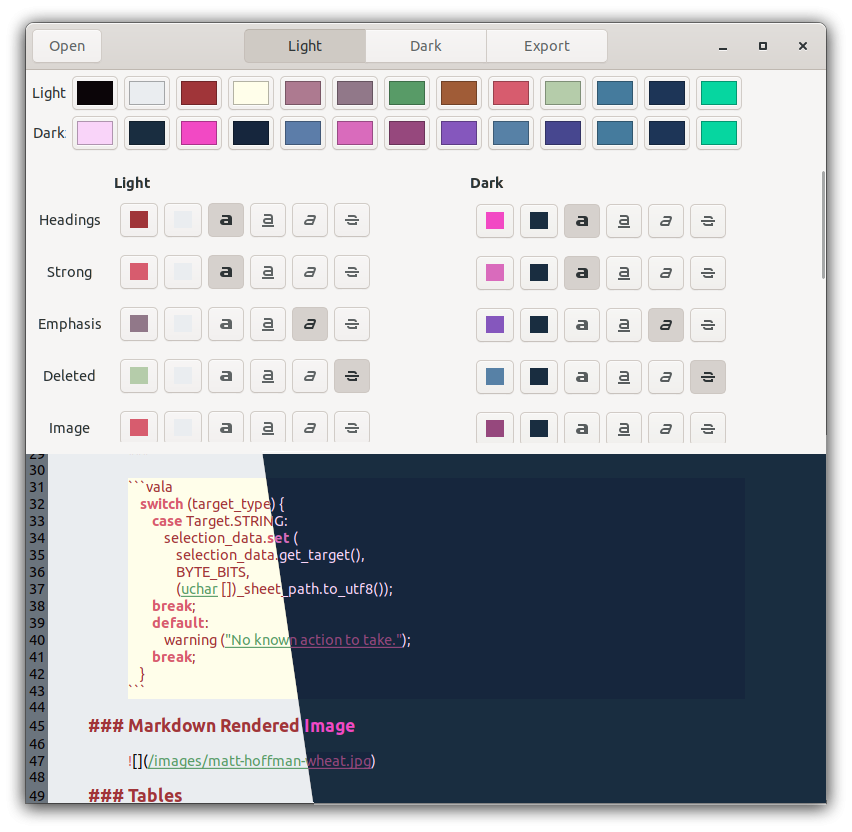 Open Light Dark Export
Light
Dark:
Light Dark
Headings a a a a a a a a
Strong a a a a a a a a
Emphasis a a a a a a a a
Deleted a a a a a a a a
Image a a a a a a a a
29
30
31 ```vala
32 switch (target_type) {
33 case Target.STRING:
34 selection_data.set (
35 selection_data.get_target(),
36 BYTE_BITS,
37 (uchar [])_sheet_path.to_utf8());
38 break;
39 default:
40 warning ("No known action to take.");
41 break;
42 }
43 ```
44
45 ### Markdown Rendered Image
46
47 ![](/images/matt-hoffman-wheat.jpg)
48
49 ### Tables